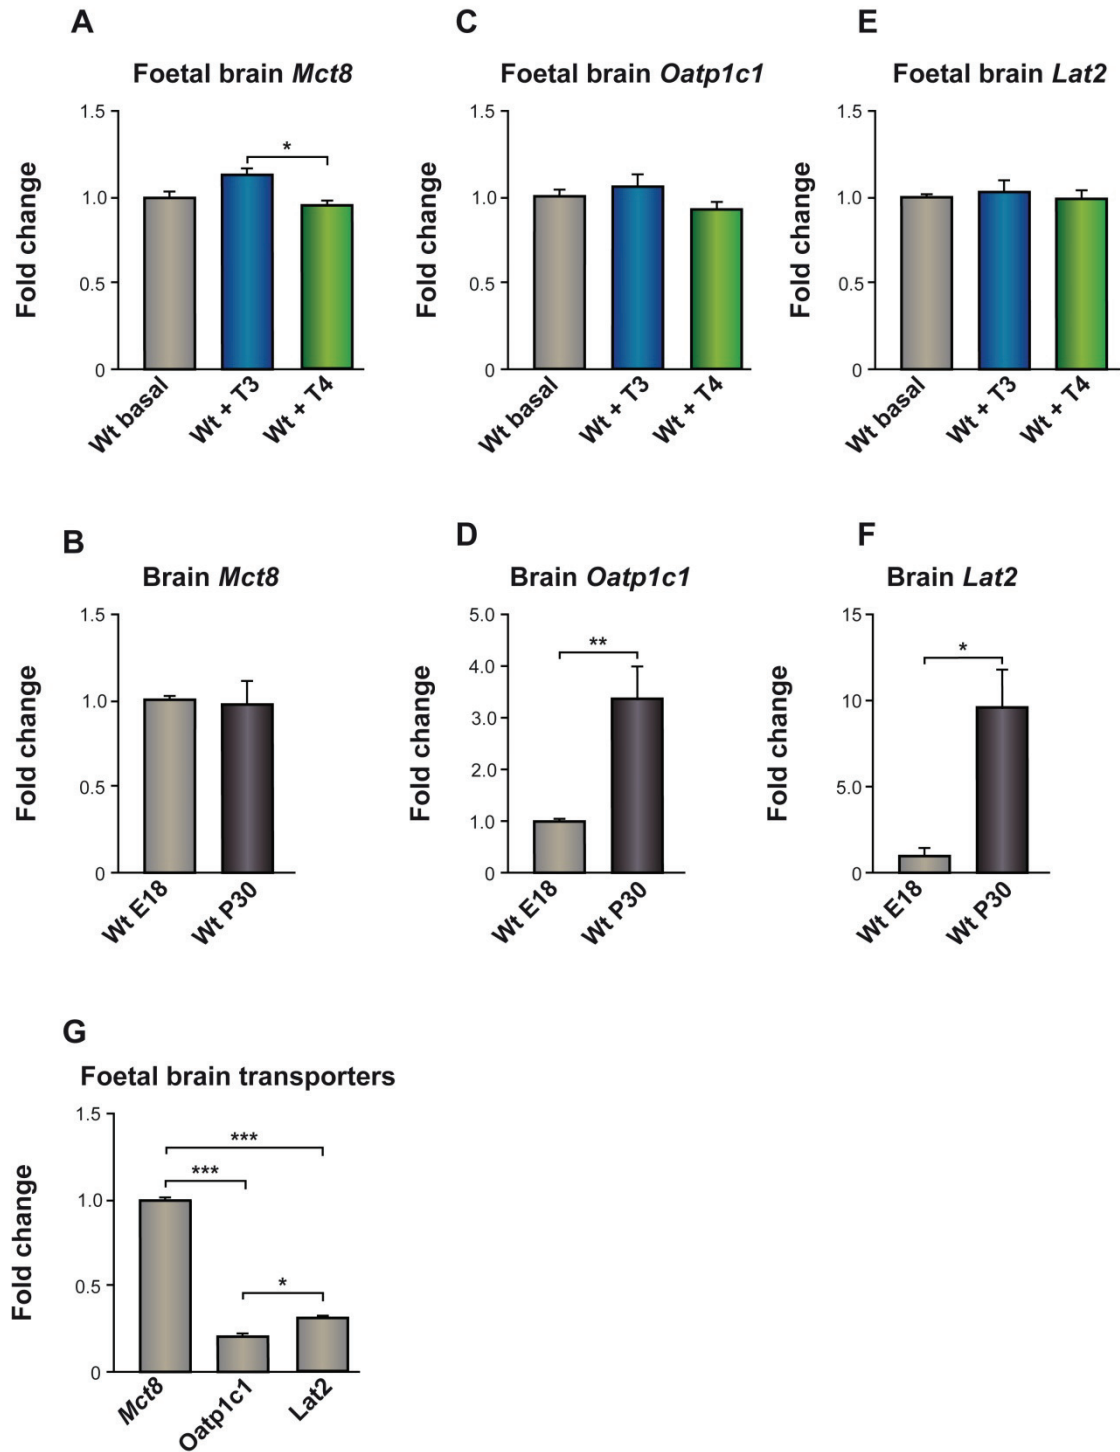 A
Foetal brain Mct8
Fold change
1.5
1.0
0.5
0
*
Wt basal
Wt + T3
Wt + T4
C
Foetal brain Oatp1c1
Fold change
1.5
1.0
0.5
0
Wt basal
Wt + T3
Wt + T4
E
Foetal brain Lat2
Fold change
1.5
1.0
0.5
0
Wt basal
Wt + T3
Wt + T4
B
Brain Mct8
Fold change
1.5
1.0
0.5
0
Wt E18
Wt P30
D
Brain Oatp1c1
Fold change
5.0
4.0
3.0
2.0
1.0
0
**
Wt E18
Wt P30
F
Brain Lat2
Fold change
15
10
5.0
0
*
Wt E18
Wt P30
G
Foetal brain transporters
Fold change
1.5
1.0
0.5
0
***
***
*
Mct8
Oatp1c1
Lat2